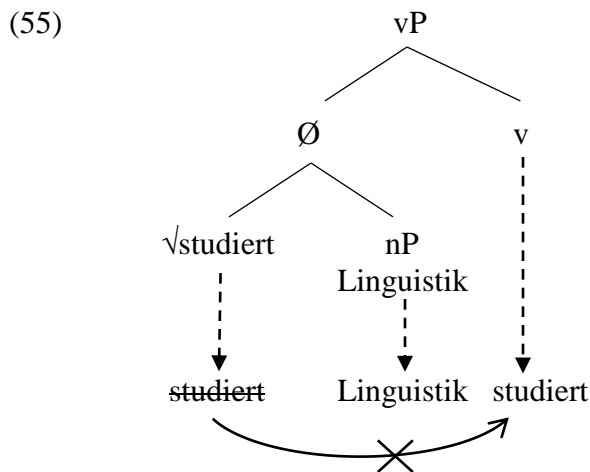 (55) vP
Ø v
√studiert nP
Linguistik
studiert Linguistik studiert